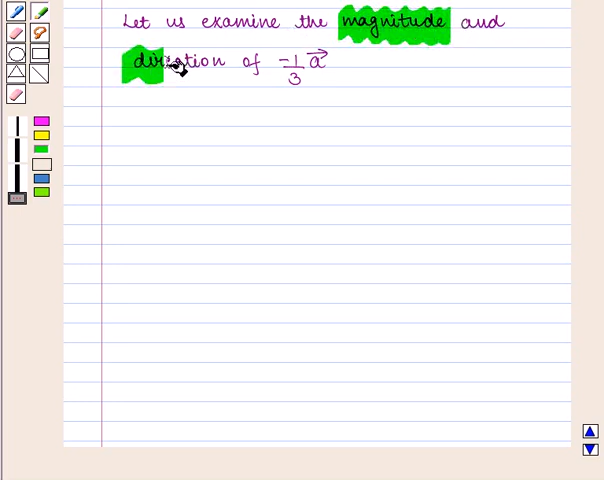 Let us examine the magnitude and
direction of -1/3 a⃗